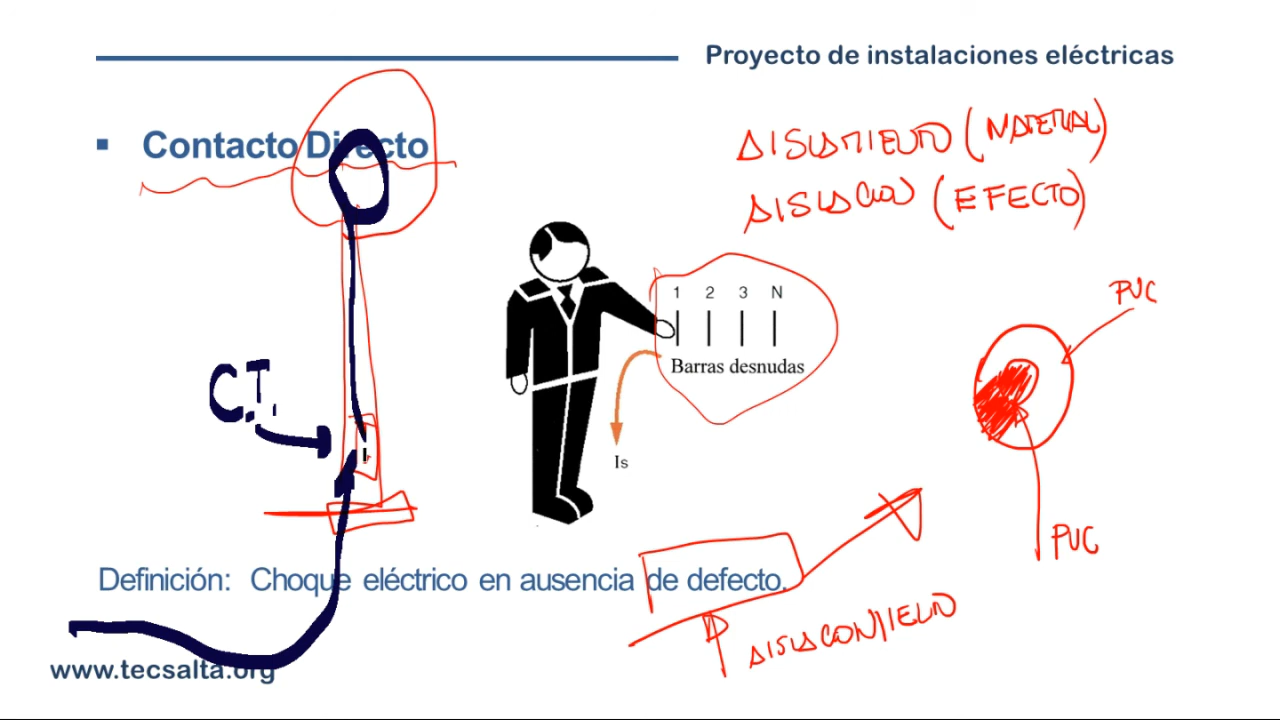 Proyecto de instalaciones eléctricas
▪ Contacto Directo
AISLAMIENTO (MATERIAL)
AISLACION (EFECTO)
1 2 3 N
Barras desnudas
PVC
C.T.
Is
PVC
Definición: Choque eléctrico en ausencia de defecto.
www.tecsalta.org